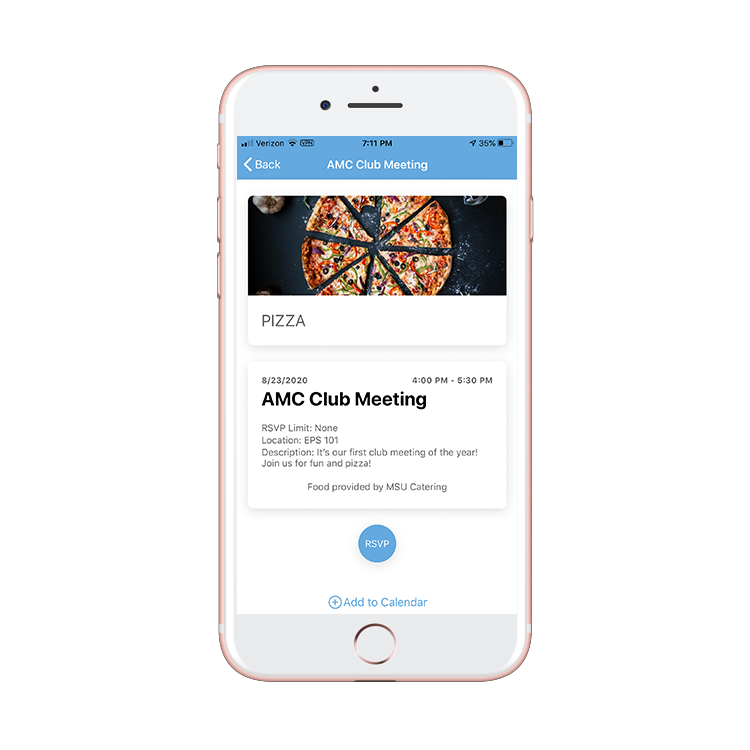 Verizon VPN 7:11 PM 35%
Back AMC Club Meeting
PIZZA
8/23/2020 4:00 PM - 5:30 PM
AMC Club Meeting
RSVP Limit: None
Location: EPS 101
Description: It's our first club meeting of the year!
Join us for fun and pizza!
Food provided by MSU Catering
RSVP
Add to Calendar